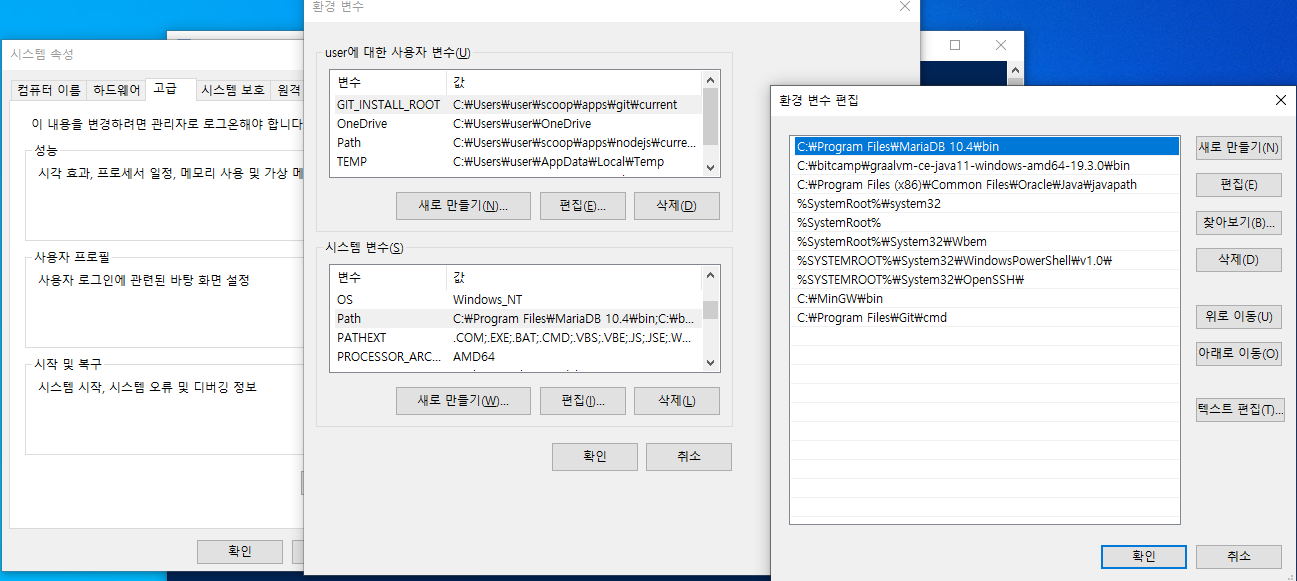 시스템 속성
컴퓨터 이름
하드웨어
고급
시스템 보호
원격
이 내용을 변경하려면 관리자로 로그온해야 합니다
성능
시각 효과, 프로세서 일정, 메모리 사용 및 가상 메
사용자 프로필
사용자 로그인에 관련된 바탕 화면 설정
시작 및 복구
시스템 시작, 시스템 오류 및 디버깅 정보
확인
환경 변수
user에 대한 사용자 변수(U)
변수 값
GIT_INSTALL_ROOT C:₩Users₩user₩scoop₩apps₩git₩current
OneDrive C:₩Users₩user₩OneDrive
Path C:₩Users₩user₩scoop₩apps₩nodejs₩curre...
TEMP C:₩Users₩user₩AppData₩Local₩Temp
새로 만들기(N)...
편집(E)...
삭제(D)
시스템 변수(S)
변수 값
OS Windows_NT
Path C:₩Program Files₩MariaDB 10.4₩bin;C:₩b...
PATHEXT .COM;.EXE;.BAT;.CMD;.VBS;.VBE;.JS;.JSE;.W...
PROCESSOR_ARC... AMD64
새로 만들기(W)...
편집(I)...
삭제(L)
확인
취소
환경 변수 편집
C:₩Program Files₩MariaDB 10.4₩bin
C:₩bitcamp₩graalvm-ce-java11-windows-amd64-19.3.0₩bin
C:₩Program Files (x86)₩Common Files₩Oracle₩Java₩javapath
%SystemRoot%₩system32
%SystemRoot%
%SystemRoot%₩System32₩Wbem
%SYSTEMROOT%₩System32₩WindowsPowerShell₩v1.0₩
%SYSTEMROOT%₩System32₩OpenSSH₩
C:₩MinGW₩bin
C:₩Program Files₩Git₩cmd
새로 만들기(N)
편집(E)
찾아보기(B)...
삭제(D)
위로 이동(U)
아래로 이동(O)
텍스트 편집(T)...
확인
취소